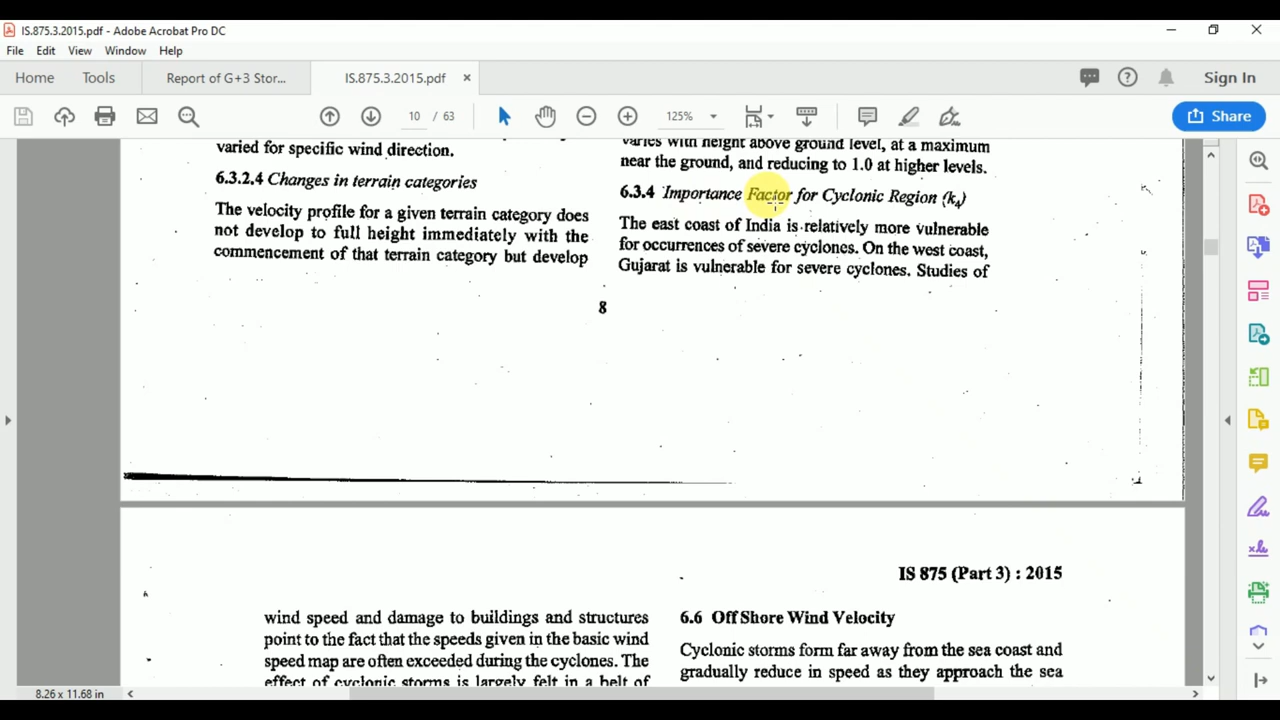 IS.875.3.2015.pdf - Adobe Acrobat Pro DC
File Edit View Window Help
Home Tools Report of G+3 Stor... IS.875.3.2015.pdf × Sign In
10 / 63 125% Share
varied for specific wind direction.
6.3.2.4 Changes in terrain categories
The velocity profile for a given terrain category does
not develop to full height immediately with the
commencement of that terrain category but develop
varies with height above ground level, at a maximum
near the ground, and reducing to 1.0 at higher levels.
6.3.4 Importance Factor for Cyclonic Region (k4)
The east coast of India is relatively more vulnerable
for occurrences of severe cyclones. On the west coast,
Gujarat is vulnerable for severe cyclones. Studies of
8
IS 875 (Part 3) : 2015
wind speed and damage to buildings and structures
point to the fact that the speeds given in the basic wind
speed map are often exceeded during the cyclones. The
effect of cyclonic storms is largely felt in a belt of
6.6 Off Shore Wind Velocity
Cyclonic storms form far away from the sea coast and
gradually reduce in speed as they approach the sea
8.26 x 11.68 in